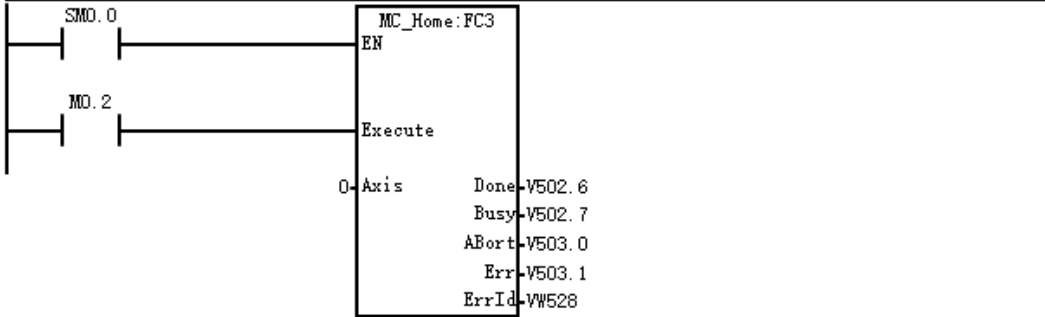 SM0.0
MC_Home:FC3
EN
M0.2
Execute
0 Axis Done V502.6
Busy V502.7
ABort V503.0
Err V503.1
ErrId VW528